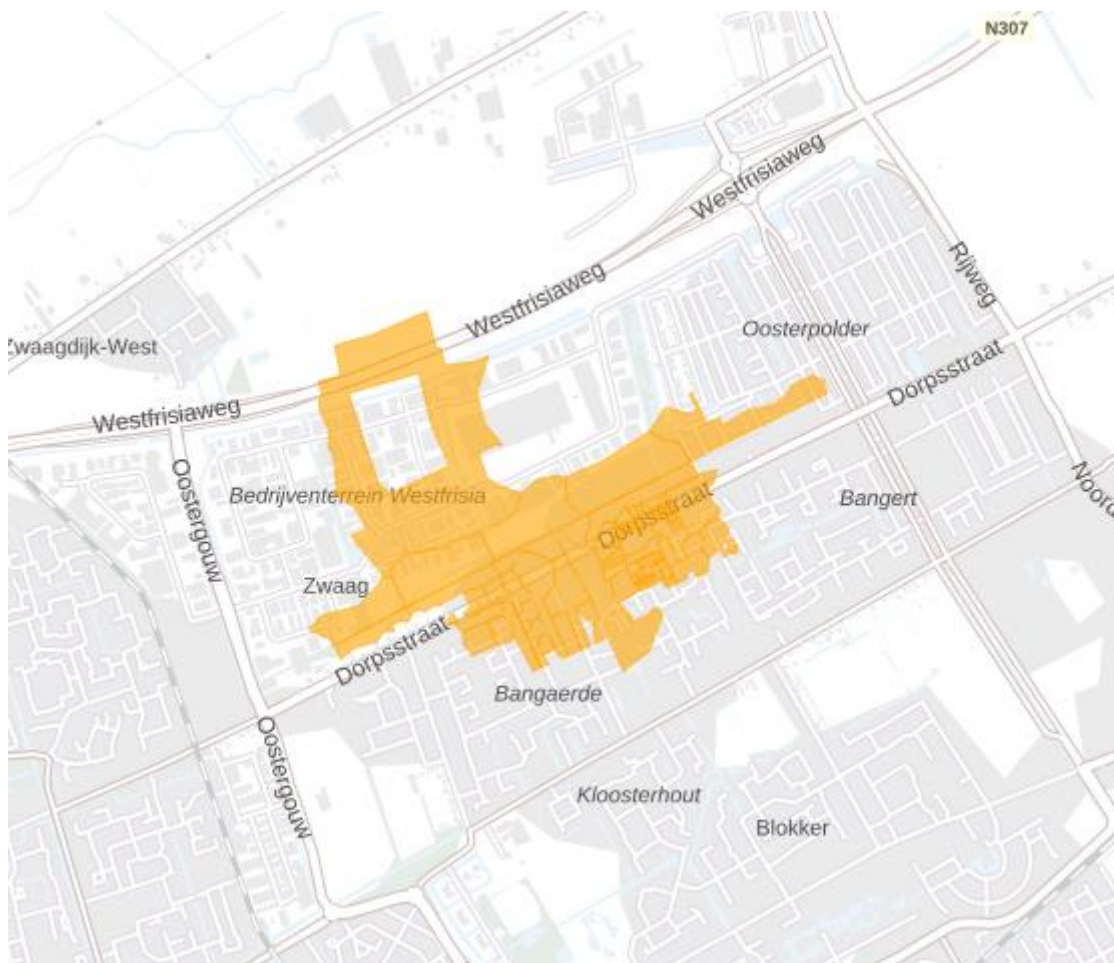 N307
Westfrisiaweg
Rijweg
Westfrisiaweg
Oosterpolder
Zwaagdijk-West
Dorpsstraat
Westfrisiaweg
Oostergouw
Bedrijventerrein Westfrisia
Bangert
Noord
Dorpsstraat
Zwaag
Dorpsstraat
Bangaerde
Oostergouw
Kloosterhout
Blokker